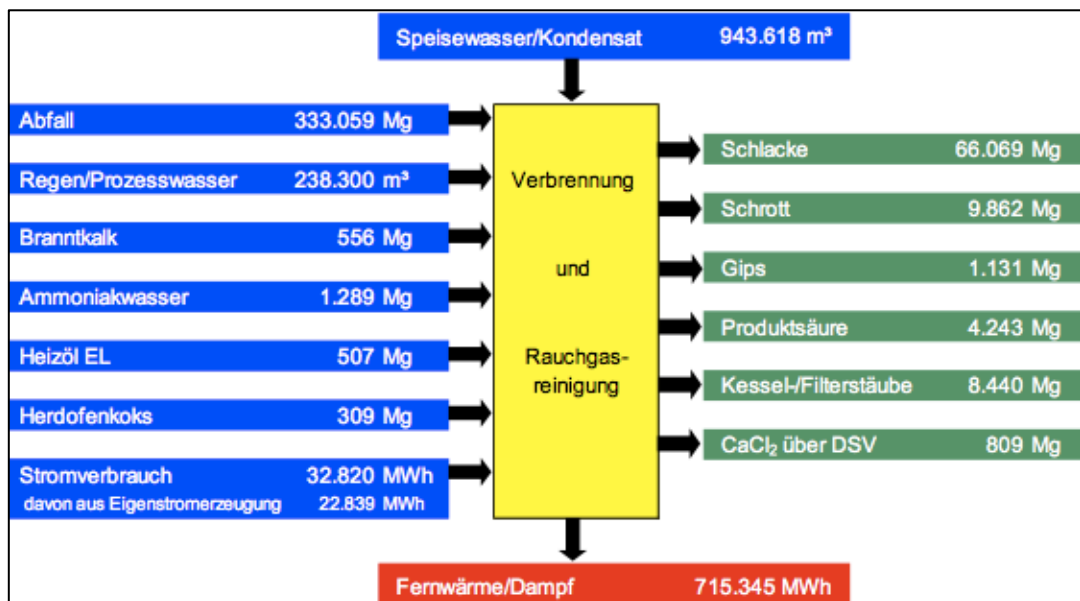 Speisewasser/Kondensat 943.618 m³
Abfall 333.059 Mg
Regen/Prozesswasser 238.300 m³
Branntkalk 556 Mg
Ammoniakwasser 1.289 Mg
Heizöl EL 507 Mg
Herdofenkoks 309 Mg
Stromverbrauch 32.820 MWh
davon aus Eigenstromerzeugung 22.839 MWh
Verbrennung
und
Rauchgas-
reinigung
Schlacke 66.069 Mg
Schrott 9.862 Mg
Gips 1.131 Mg
Produktsäure 4.243 Mg
Kessel-/Filterstäube 8.440 Mg
CaCl₂ über DSV 809 Mg
Fernwärme/Dampf 715.345 MWh